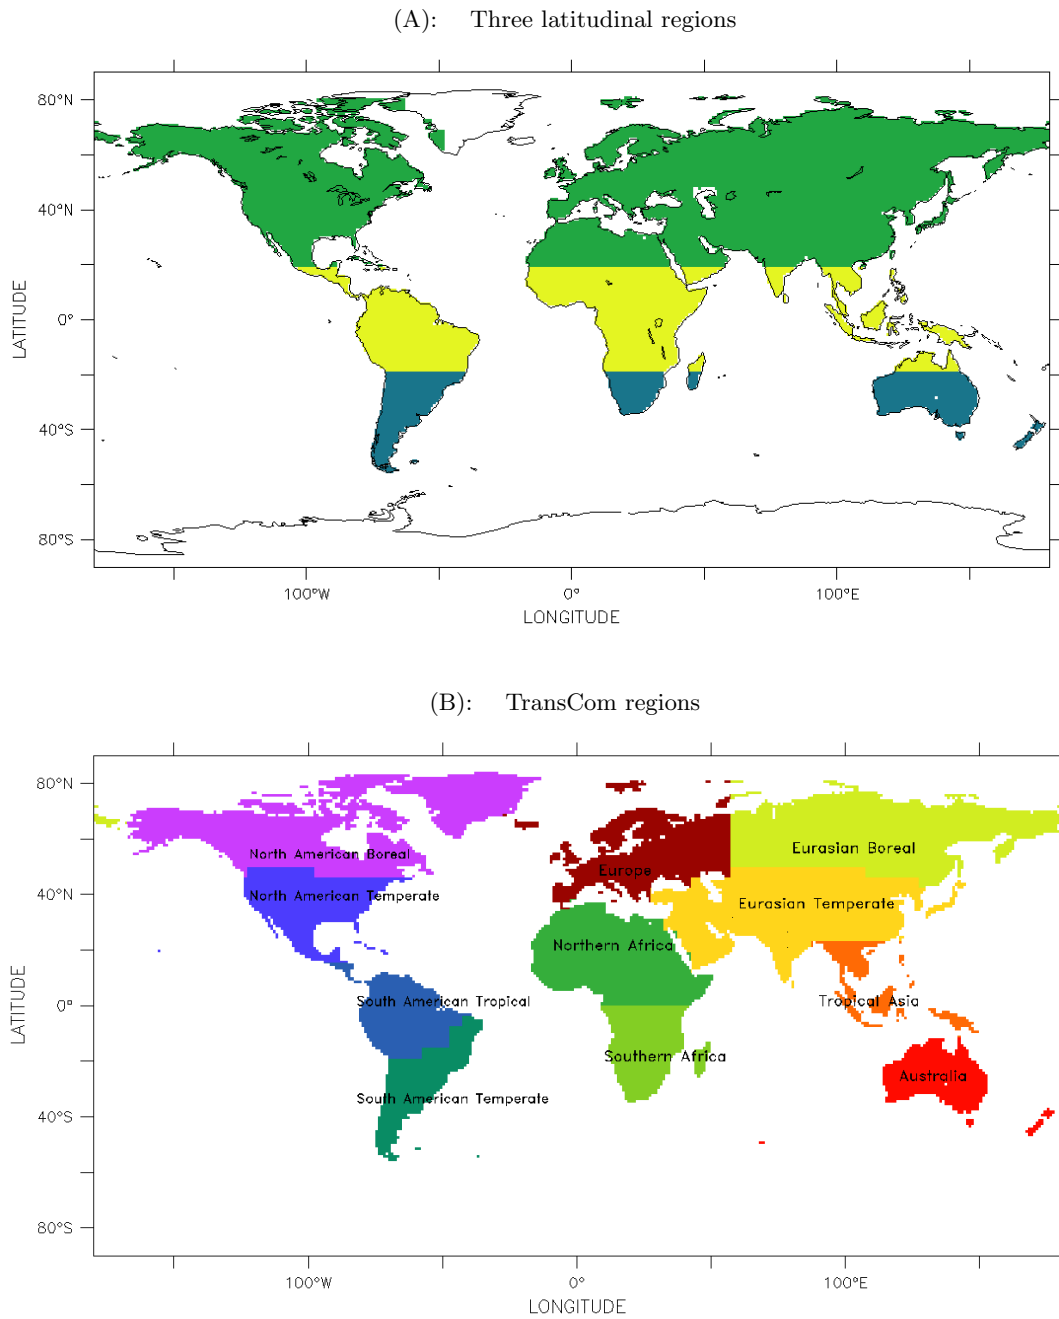 (A): Three latitudinal regions
80°N
40°N
0°
40°S
80°S
LATITUDE
100°W 0° 100°E
LONGITUDE
(B): TransCom regions
80°N
40°N
0°
40°S
80°S
LATITUDE
North American Boreal
North American Temperate
Europe
Eurasian Boreal
Eurasian Temperate
Northern Africa
South American Tropical
Tropical Asia
Southern Africa
Australia
South American Temperate
100°W 0° 100°E
LONGITUDE